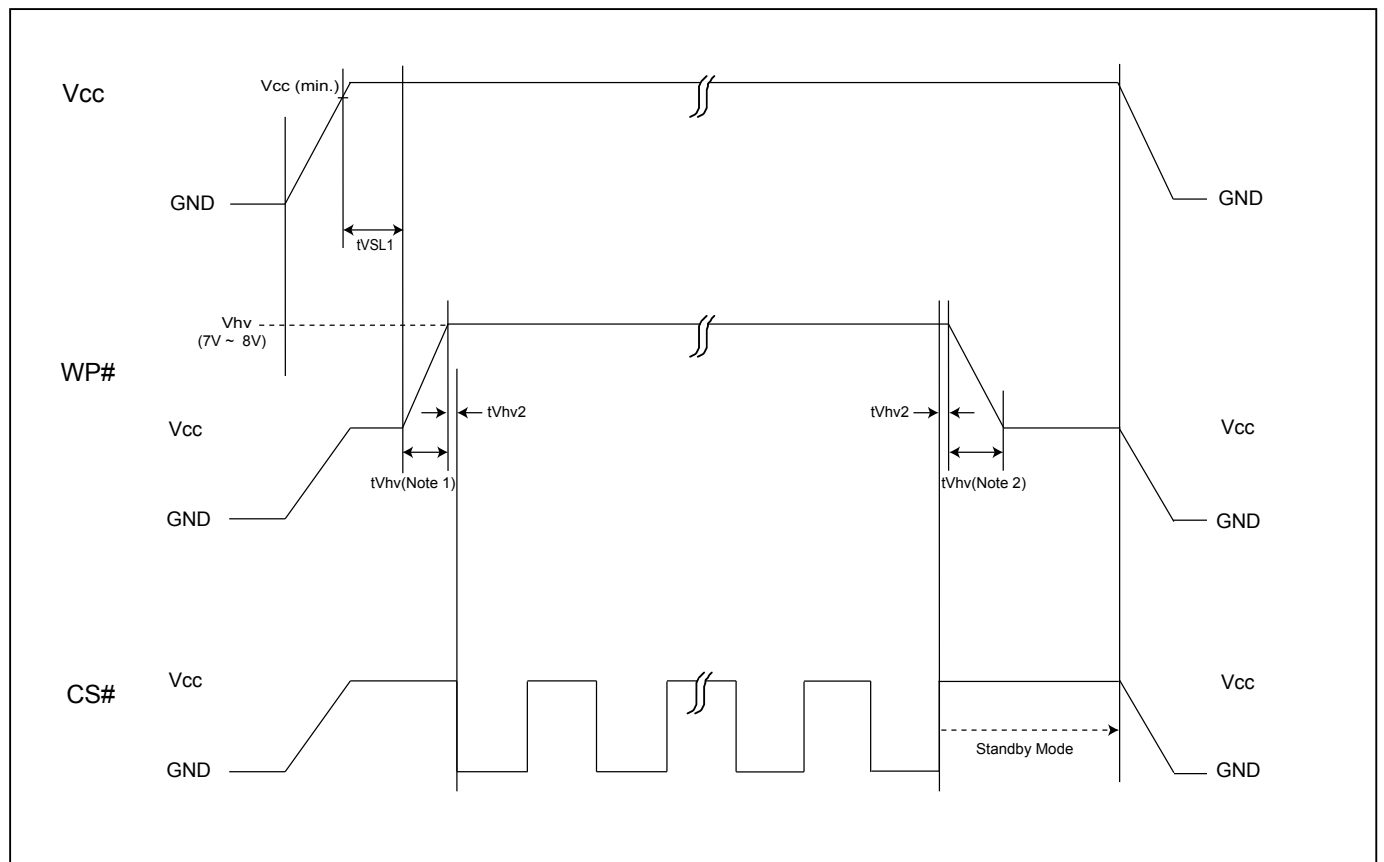 Vcc
Vcc (min.)
GND
GND
tVSL1
Vhv
(7V ~ 8V)
WP#
tVhv2
tVhv2
Vcc
Vcc
tVhv(Note 1)
tVhv(Note 2)
GND
GND
CS#
Vcc
Vcc
Standby Mode
GND
GND